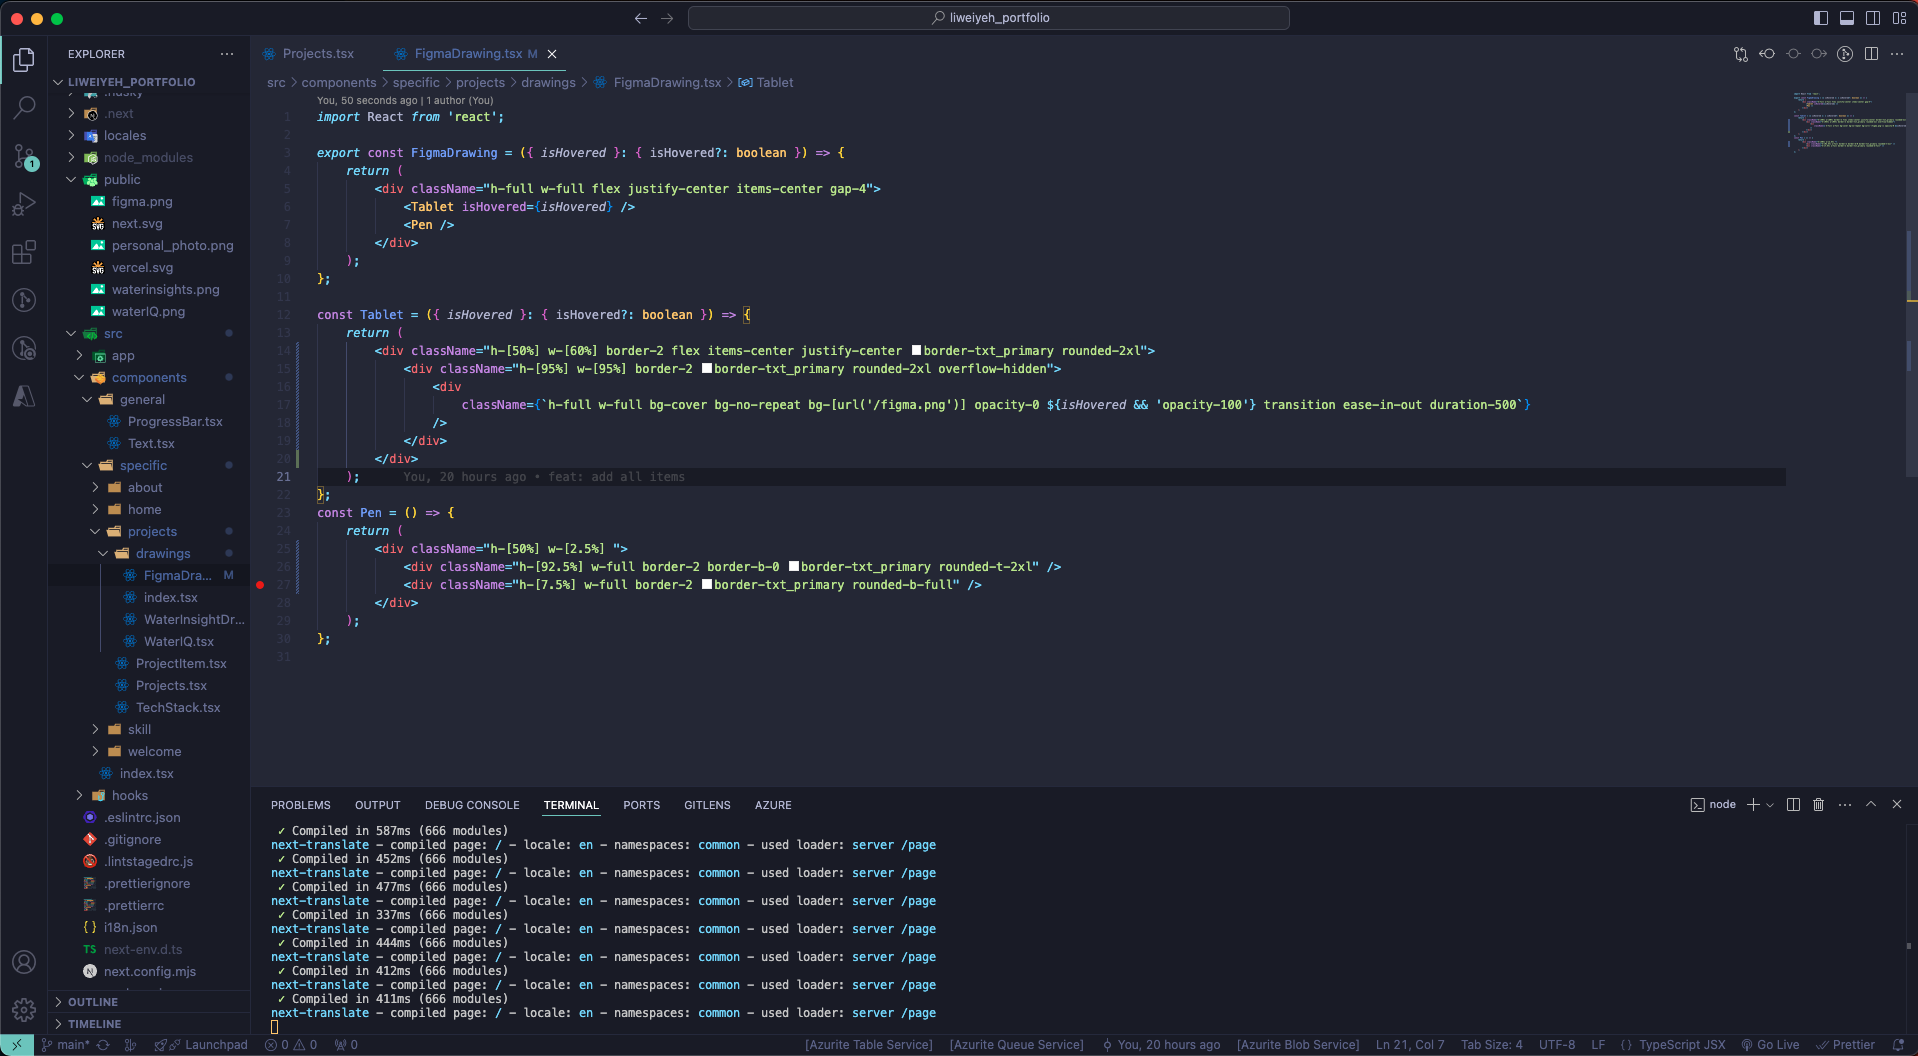 liweiyeh_portfolio
EXPLORER
Projects.tsx
FigmaDrawing.tsx M
src > components > specific > projects > drawings > FigmaDrawing.tsx > Tablet
LIWEIYEH_PORTFOLIO
.husky
.next
locales
node_modules
public
figma.png
next.svg
personal_photo.png
vercel.svg
waterinsights.png
waterIQ.png
src
app
components
general
ProgressBar.tsx
Text.tsx
specific
about
home
projects
drawings
FigmaDra... M
index.tsx
WaterInsightDr...
WaterIQ.tsx
ProjectItem.tsx
Projects.tsx
TechStack.tsx
skill
welcome
index.tsx
hooks
.eslintrc.json
.gitignore
.lintstagedrc.js
.prettierignore
.prettierrc
i18n.json
TS next-env.d.ts
next.config.mjs
OUTLINE
TIMELINE
1
You, 50 seconds ago | 1 author (You)
1 import React from 'react';
2
3 export const FigmaDrawing = ({ isHovered }: { isHovered?: boolean }) => {
4 return (
5 <div className="h-full w-full flex justify-center items-center gap-4">
6 <Tablet isHovered={isHovered} />
7 <Pen />
8 </div>
9 );
10 };
11
12 const Tablet = ({ isHovered }: { isHovered?: boolean }) => {
13 return (
14 <div className="h-[50%] w-[60%] border-2 flex items-center justify-center border-txt_primary rounded-2xl">
15 <div className="h-[95%] w-[95%] border-2 border-txt_primary rounded-2xl overflow-hidden">
16 <div
17 className={`h-full w-full bg-cover bg-no-repeat bg-[url('/figma.png')] opacity-0 ${isHovered && 'opacity-100'} transition ease-in-out duration-500`}
18 />
19 </div>
20 </div>
21 ); You, 20 hours ago • feat: add all items
22 };
23 const Pen = () => {
24 return (
25 <div className="h-[50%] w-[2.5%] ">
26 <div className="h-[92.5%] w-full border-2 border-b-0 border-txt_primary rounded-t-2xl" />
27 <div className="h-[7.5%] w-full border-2 border-txt_primary rounded-b-full" />
28 </div>
29 );
30 };
31
PROBLEMS OUTPUT DEBUG CONSOLE TERMINAL PORTS GITLENS AZURE
node
✓ Compiled in 587ms (666 modules)
next-translate - compiled page: / - locale: en - namespaces: common - used loader: server /page
✓ Compiled in 452ms (666 modules)
next-translate - compiled page: / - locale: en - namespaces: common - used loader: server /page
✓ Compiled in 477ms (666 modules)
next-translate - compiled page: / - locale: en - namespaces: common - used loader: server /page
✓ Compiled in 337ms (666 modules)
next-translate - compiled page: / - locale: en - namespaces: common - used loader: server /page
✓ Compiled in 444ms (666 modules)
next-translate - compiled page: / - locale: en - namespaces: common - used loader: server /page
✓ Compiled in 412ms (666 modules)
next-translate - compiled page: / - locale: en - namespaces: common - used loader: server /page
✓ Compiled in 411ms (666 modules)
next-translate - compiled page: / - locale: en - namespaces: common - used loader: server /page
main* Launchpad 0 0 0 [Azurite Table Service] [Azurite Queue Service] You, 20 hours ago [Azurite Blob Service] Ln 21, Col 7 Tab Size: 4 UTF-8 LF { } TypeScript JSX Go Live Prettier